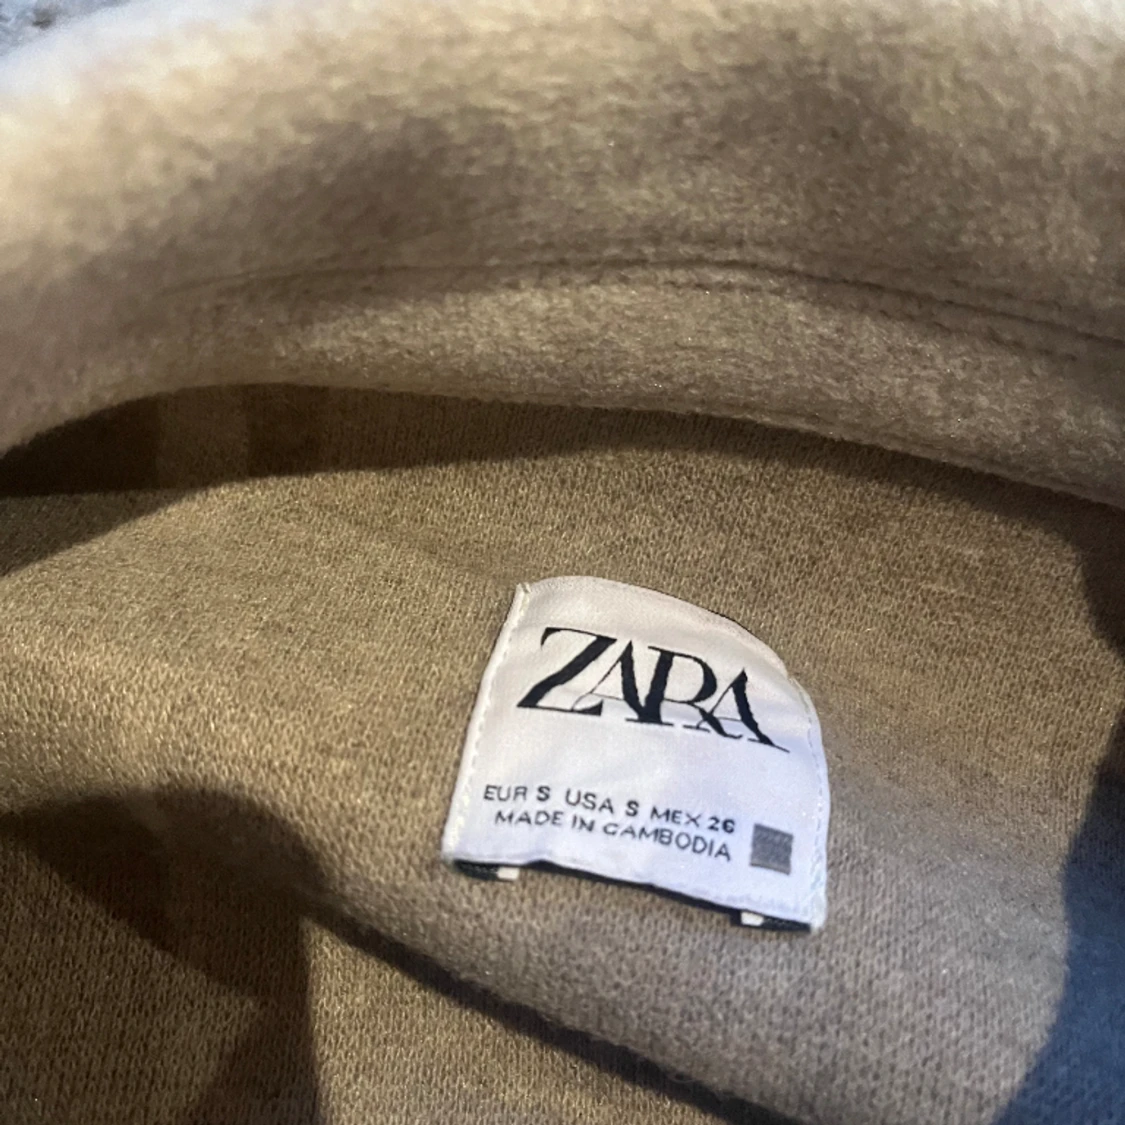 ZARA
EUR S USA S MEX 26
MADE IN CAMBODIA